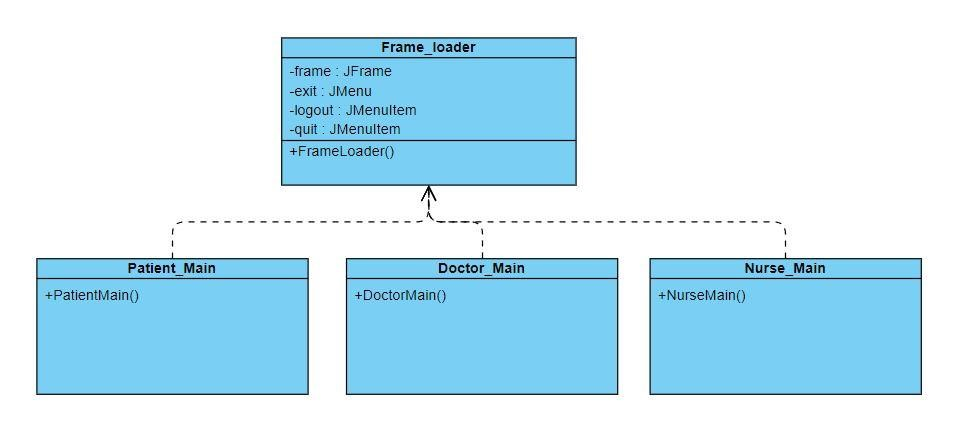 Frame_loader
-frame : JFrame
-exit : JMenu
-logout : JMenuItem
-quit : JMenuItem
+FrameLoader()
Patient_Main
+PatientMain()
Doctor_Main
+DoctorMain()
Nurse_Main
+NurseMain()